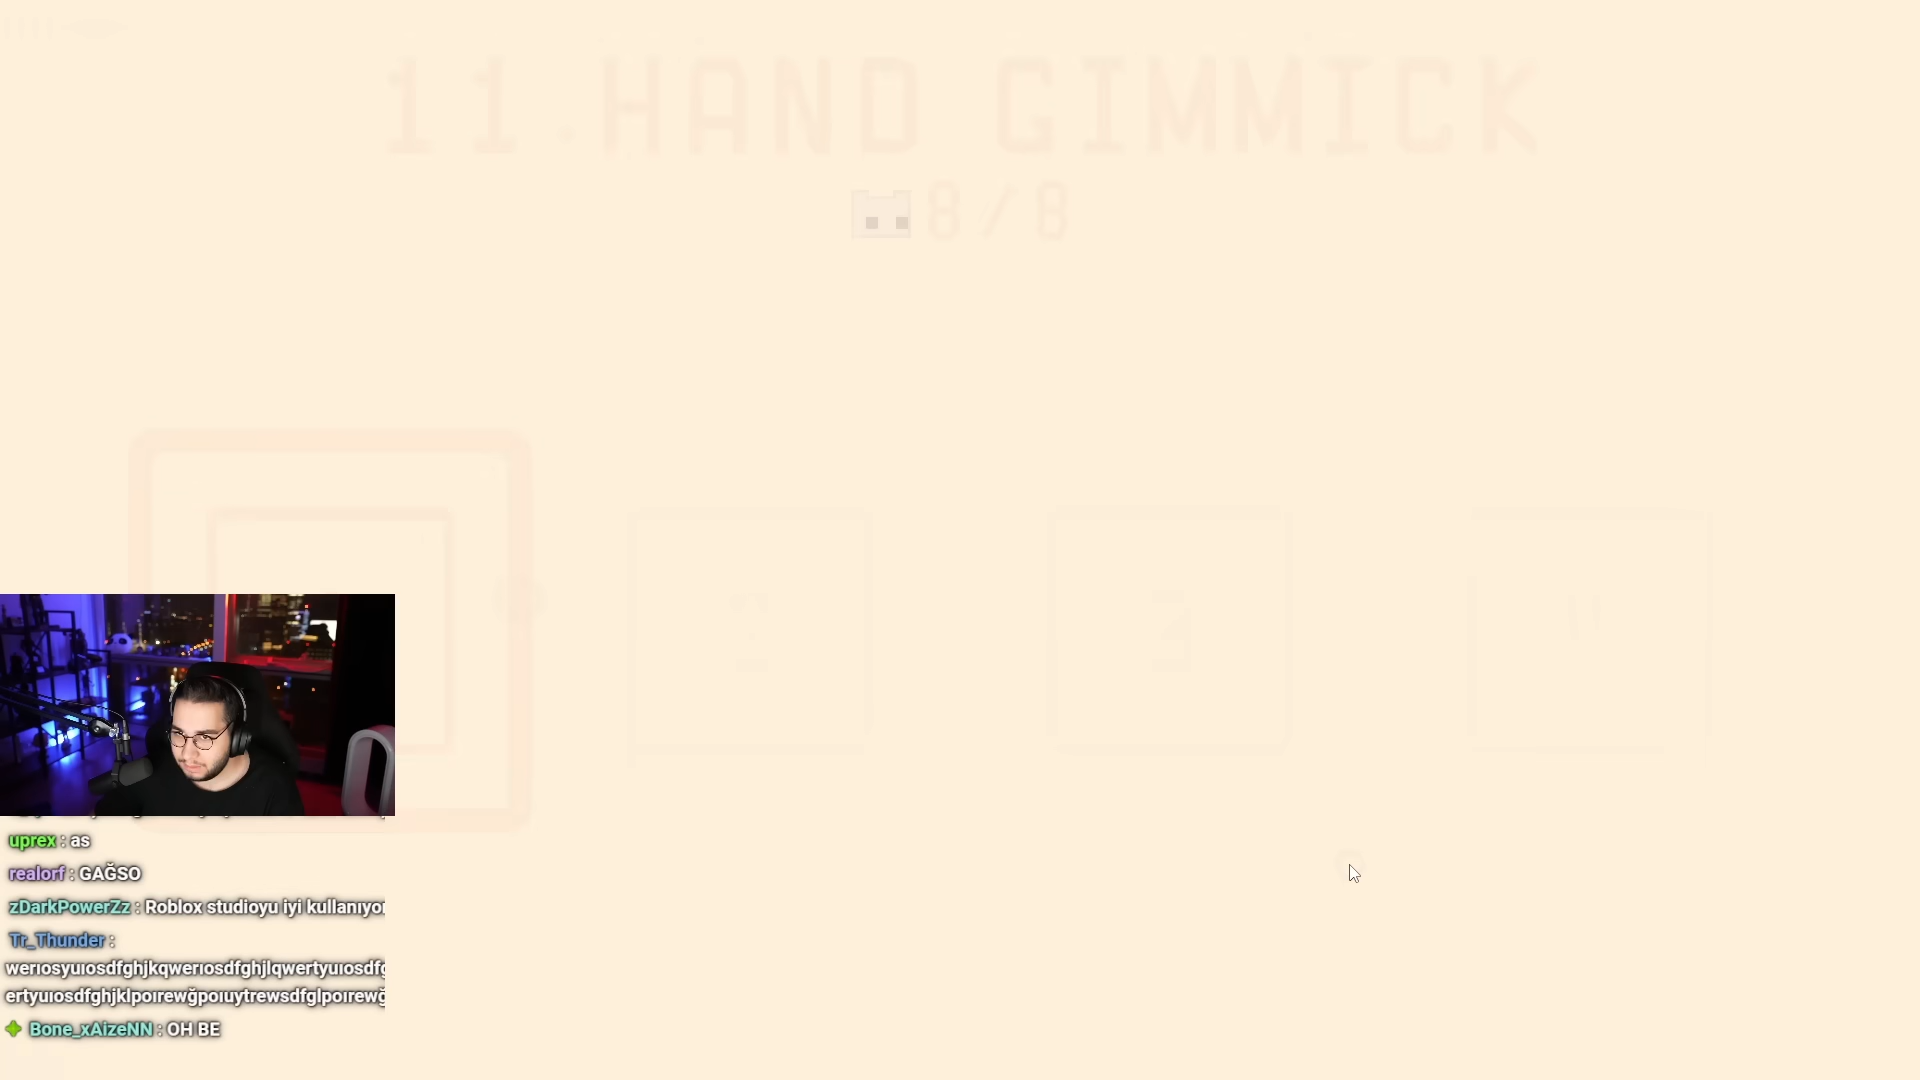 11.HAND GIMMICK
8/8
uprex : as
realorf : GAĞSO
zDarkPowerZz : Roblox studioyu iyi kullanıyor
Tr_Thunder :
werıosyuıosdfghjkqwerıosdfghjlqwertyuıosdfg
ertyuıosdfghjklpoırewğpoıuytrewsdfglpoırewğ
Bone_xAizeNN : OH BE